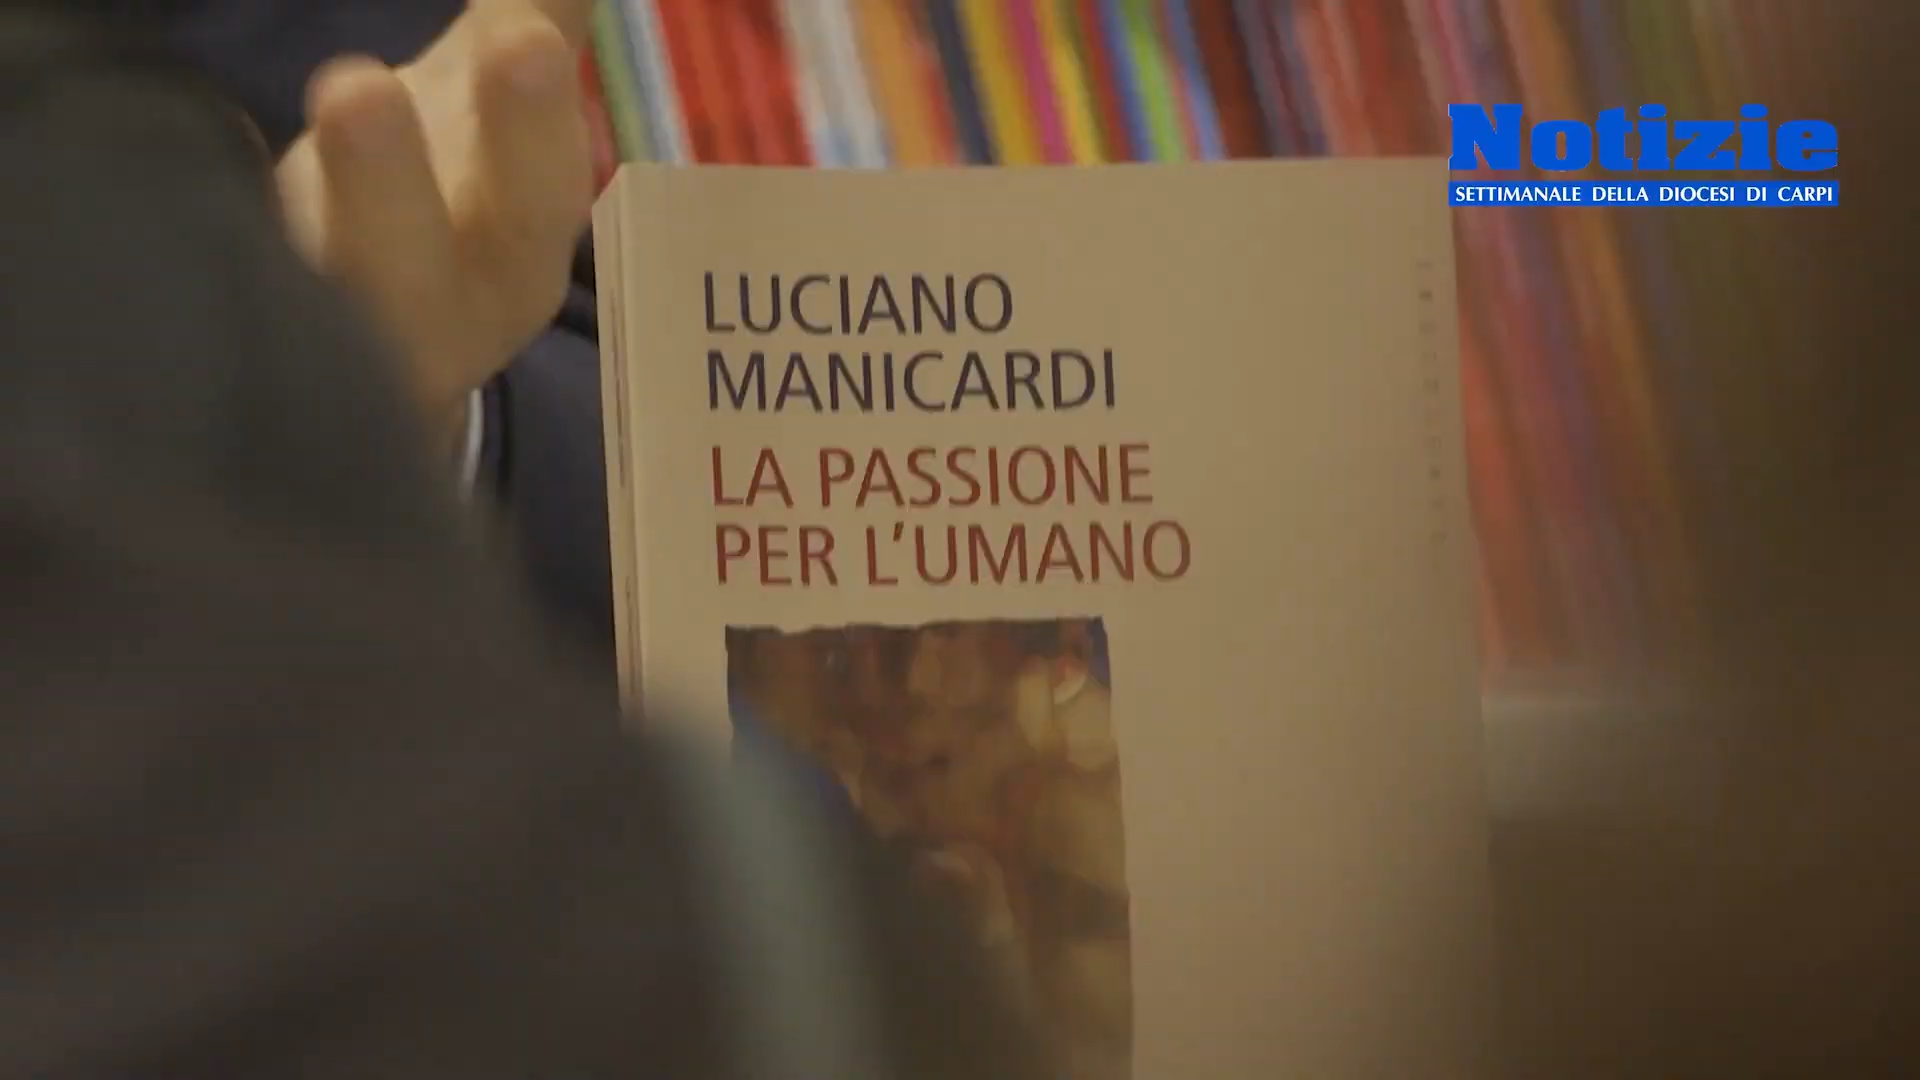 Notizie
SETTIMANALE DELLA DIOCESI DI CARPI
LUCIANO
MANICARDI
LA PASSIONE
PER L'UMANO